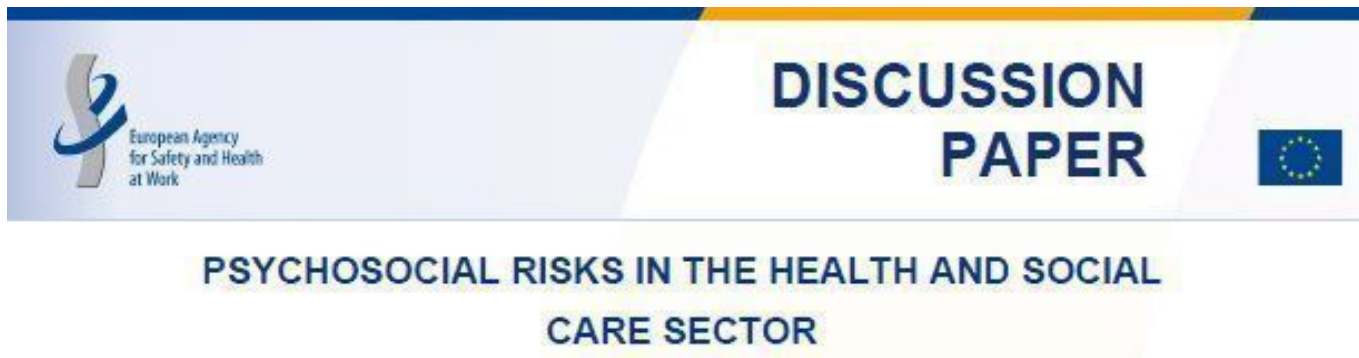 European Agency
for Safety and Health
at Work
DISCUSSION
PAPER
PSYCHOSOCIAL RISKS IN THE HEALTH AND SOCIAL
CARE SECTOR